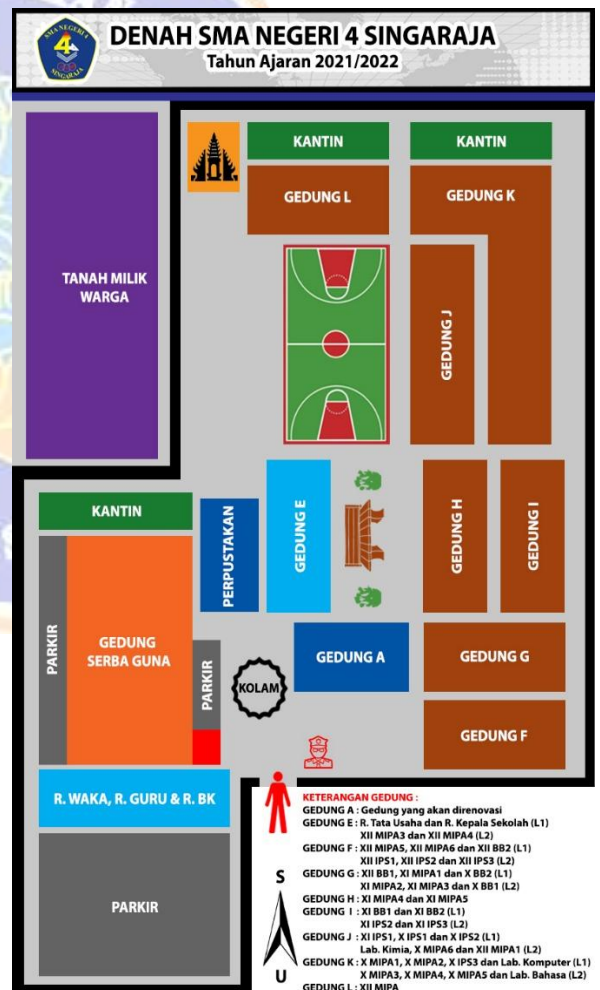 SMA NEGERI 4
4
SINGARAJA
DENAH SMA NEGERI 4 SINGARAJA
Tahun Ajaran 2021/2022
KANTIN
KANTIN
GEDUNG L
GEDUNG K
TANAH MILIK
WARGA
GEDUNG J
KANTIN
PERPUSTAKAN
GEDUNG E
GEDUNG H
GEDUNG I
PARKIR
GEDUNG
SERBA GUNA
PARKIR
KOLAM
GEDUNG A
GEDUNG G
GEDUNG F
R. WAKA, R. GURU & R. BK
PARKIR
S
U
KETERANGAN GEDUNG :
GEDUNG A : Gedung yang akan direnovasi
GEDUNG E : R. Tata Usaha dan R. Kepala Sekolah (L1)
XII MIPA3 dan XII MIPA4 (L2)
GEDUNG F : XII MIPA5, XII MIPA6 dan XII BB2 (L1)
XII IPS1, XII IPS2 dan XII IPS3 (L2)
GEDUNG G : XII BB1, XI MIPA1 dan X BB2 (L1)
XI MIPA2, XI MIPA3 dan X BB1 (L2)
GEDUNG H : XI MIPA4 dan XI MIPA5
GEDUNG I : XI BB1 dan XI BB2 (L1)
XI IPS2 dan XI IPS3 (L2)
GEDUNG J : XI IPS1, X IPS1 dan X IPS2 (L1)
Lab. Kimia, X MIPA6 dan XII MIPA1 (L2)
GEDUNG K : X MIPA1, X MIPA2, X IPS3 dan Lab. Komputer (L1)
X MIPA3, X MIPA4, X MIPA5 dan Lab. Bahasa (L2)
GEDUNG L : XII MIPA